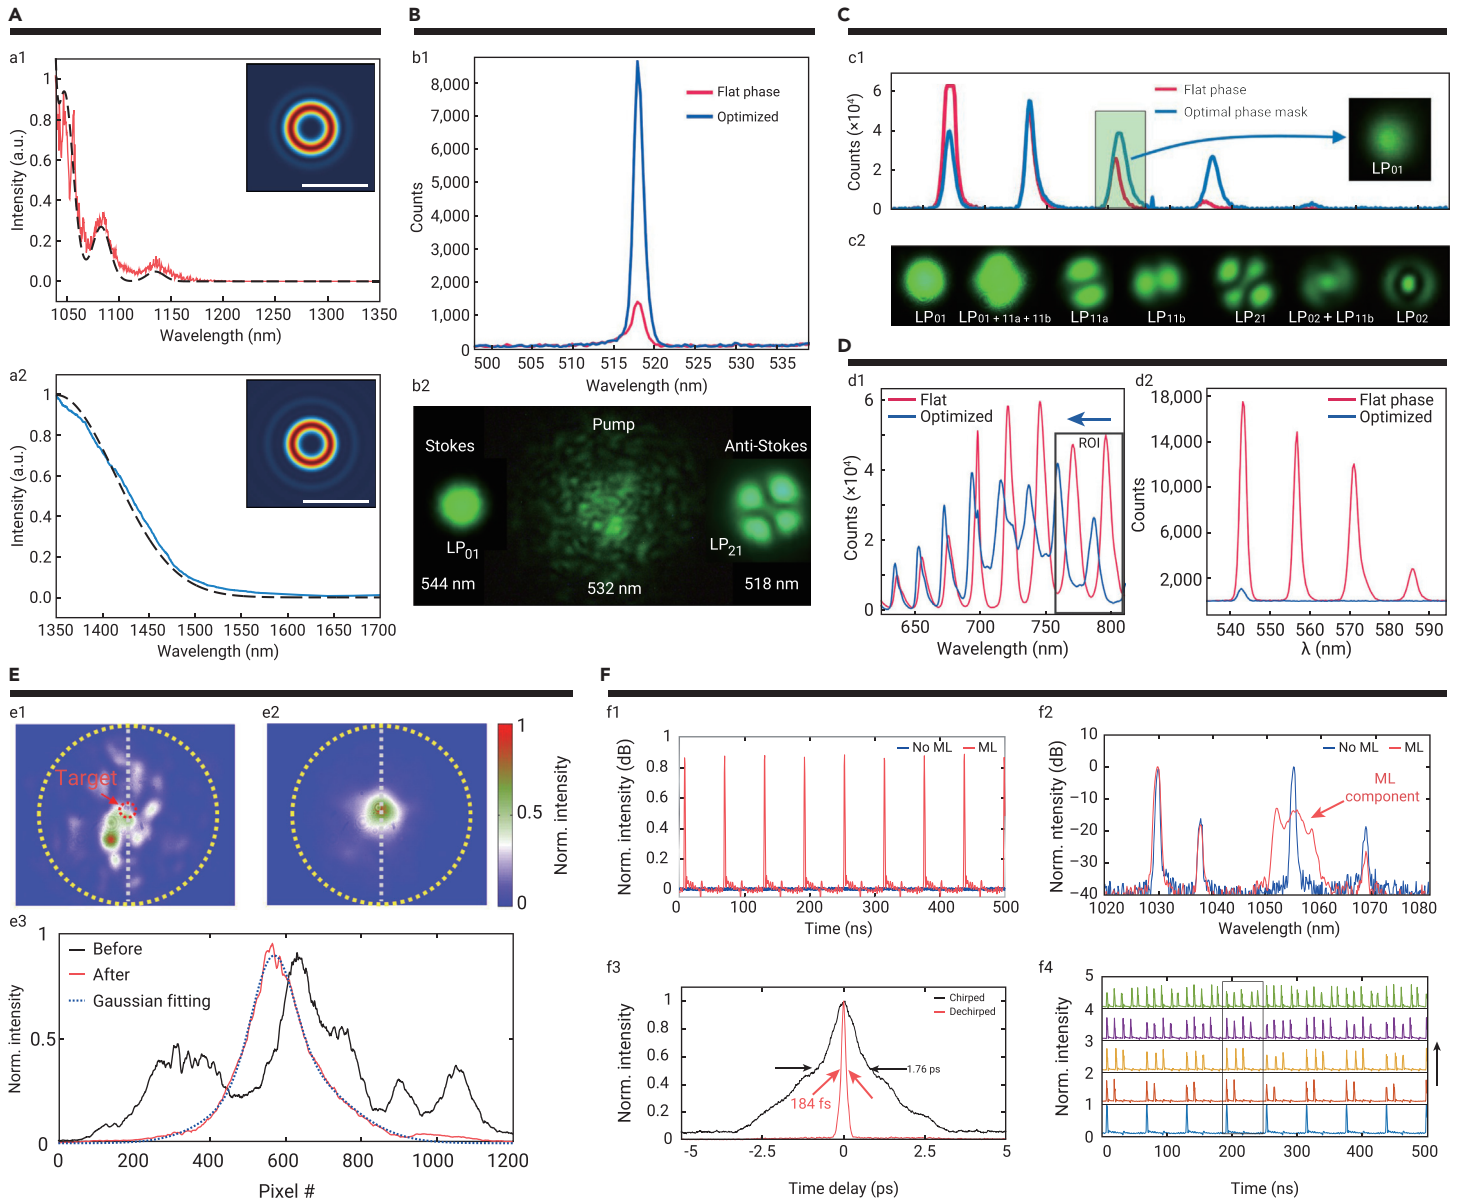 A
a1
Intensity (a.u.)
1
0.8
0.6
0.4
0.2
0.0
1050 1100 1150 1200 1250 1300 1350
Wavelength (nm)
a2
Intensity (a.u.)
1
0.8
0.6
0.4
0.2
0.0
1350 1400 1450 1500 1550 1600 1650 1700
Wavelength (nm)
B
b1
Flat phase
Optimized
Counts
8,000
7,000
6,000
5,000
4,000
3,000
2,000
1,000
0
500 505 510 515 520 525 530 535
Wavelength (nm)
b2
Pump
Stokes
Anti-Stokes
LP01
LP21
544 nm
532 nm
518 nm
C
c1
Flat phase
Optimal phase mask
Counts (×10⁴)
6
4
2
0
LP01
c2
LP01
LP01 + 11a + 11b
LP11a
LP11b
LP21
LP02 + LP11b
LP02
D
d1
Flat
Optimized
ROI
Counts (×10⁴)
6
4
2
0
650 700 750 800
Wavelength (nm)
d2
Flat phase
Optimized
Counts
18,000
14,000
10,000
6,000
2,000
540 550 560 570 580 590
λ (nm)
E
e1
Target
e2
1
0.5
0
Norm. intensity
e3
Before
After
Gaussian fitting
Norm. intensity
1
0.5
0
0 200 400 600 800 1000 1200
Pixel #
F
f1
No ML
ML
Norm. intensity (dB)
1
0.8
0.6
0.4
0.2
0
0 100 200 300 400 500
Time (ns)
f2
No ML
ML
ML
component
Norm. ntensity (dB)
10
0
−10
−20
−30
−40
1020 1030 1040 1050 1060 1070 1080
Wavelength (nm)
f3
Chirped
Dechirped
1.76 ps
184 fs
Norm. intensity
1
0.8
0.6
0.4
0.2
0
-5 -2.5 0 2.5 5
Time delay (ps)
f4
Norm. intensity
5
4
3
2
1
0
0 100 200 300 400 500
Time (ns)